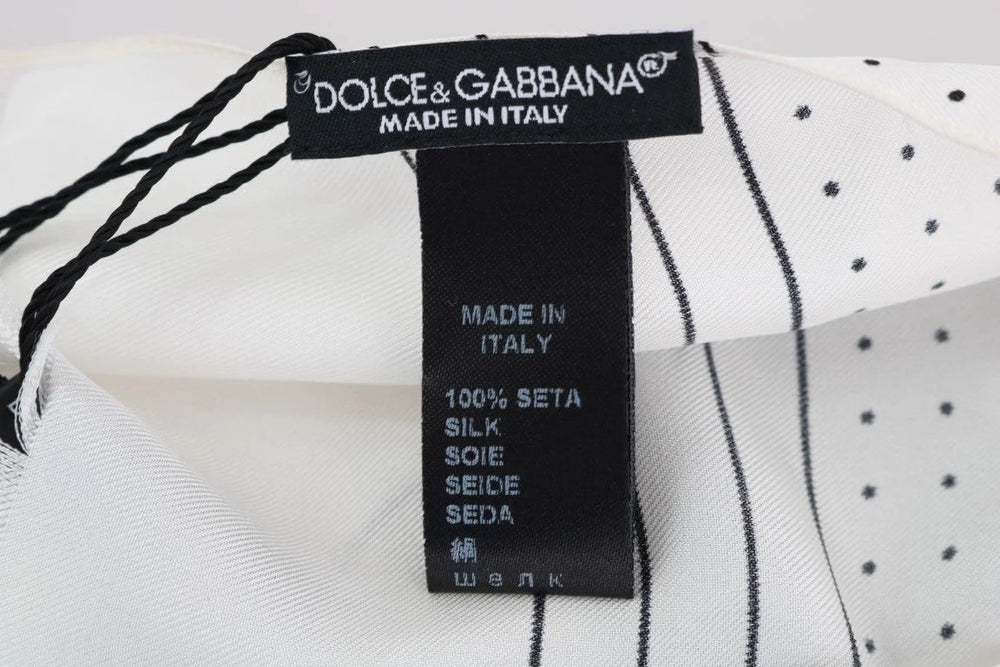 DOLCE&GABBANA®
MADE IN ITALY
MADE IN
ITALY
100% SETA
SILK
SOIE
SEIDE
SEDA
絹
шелк